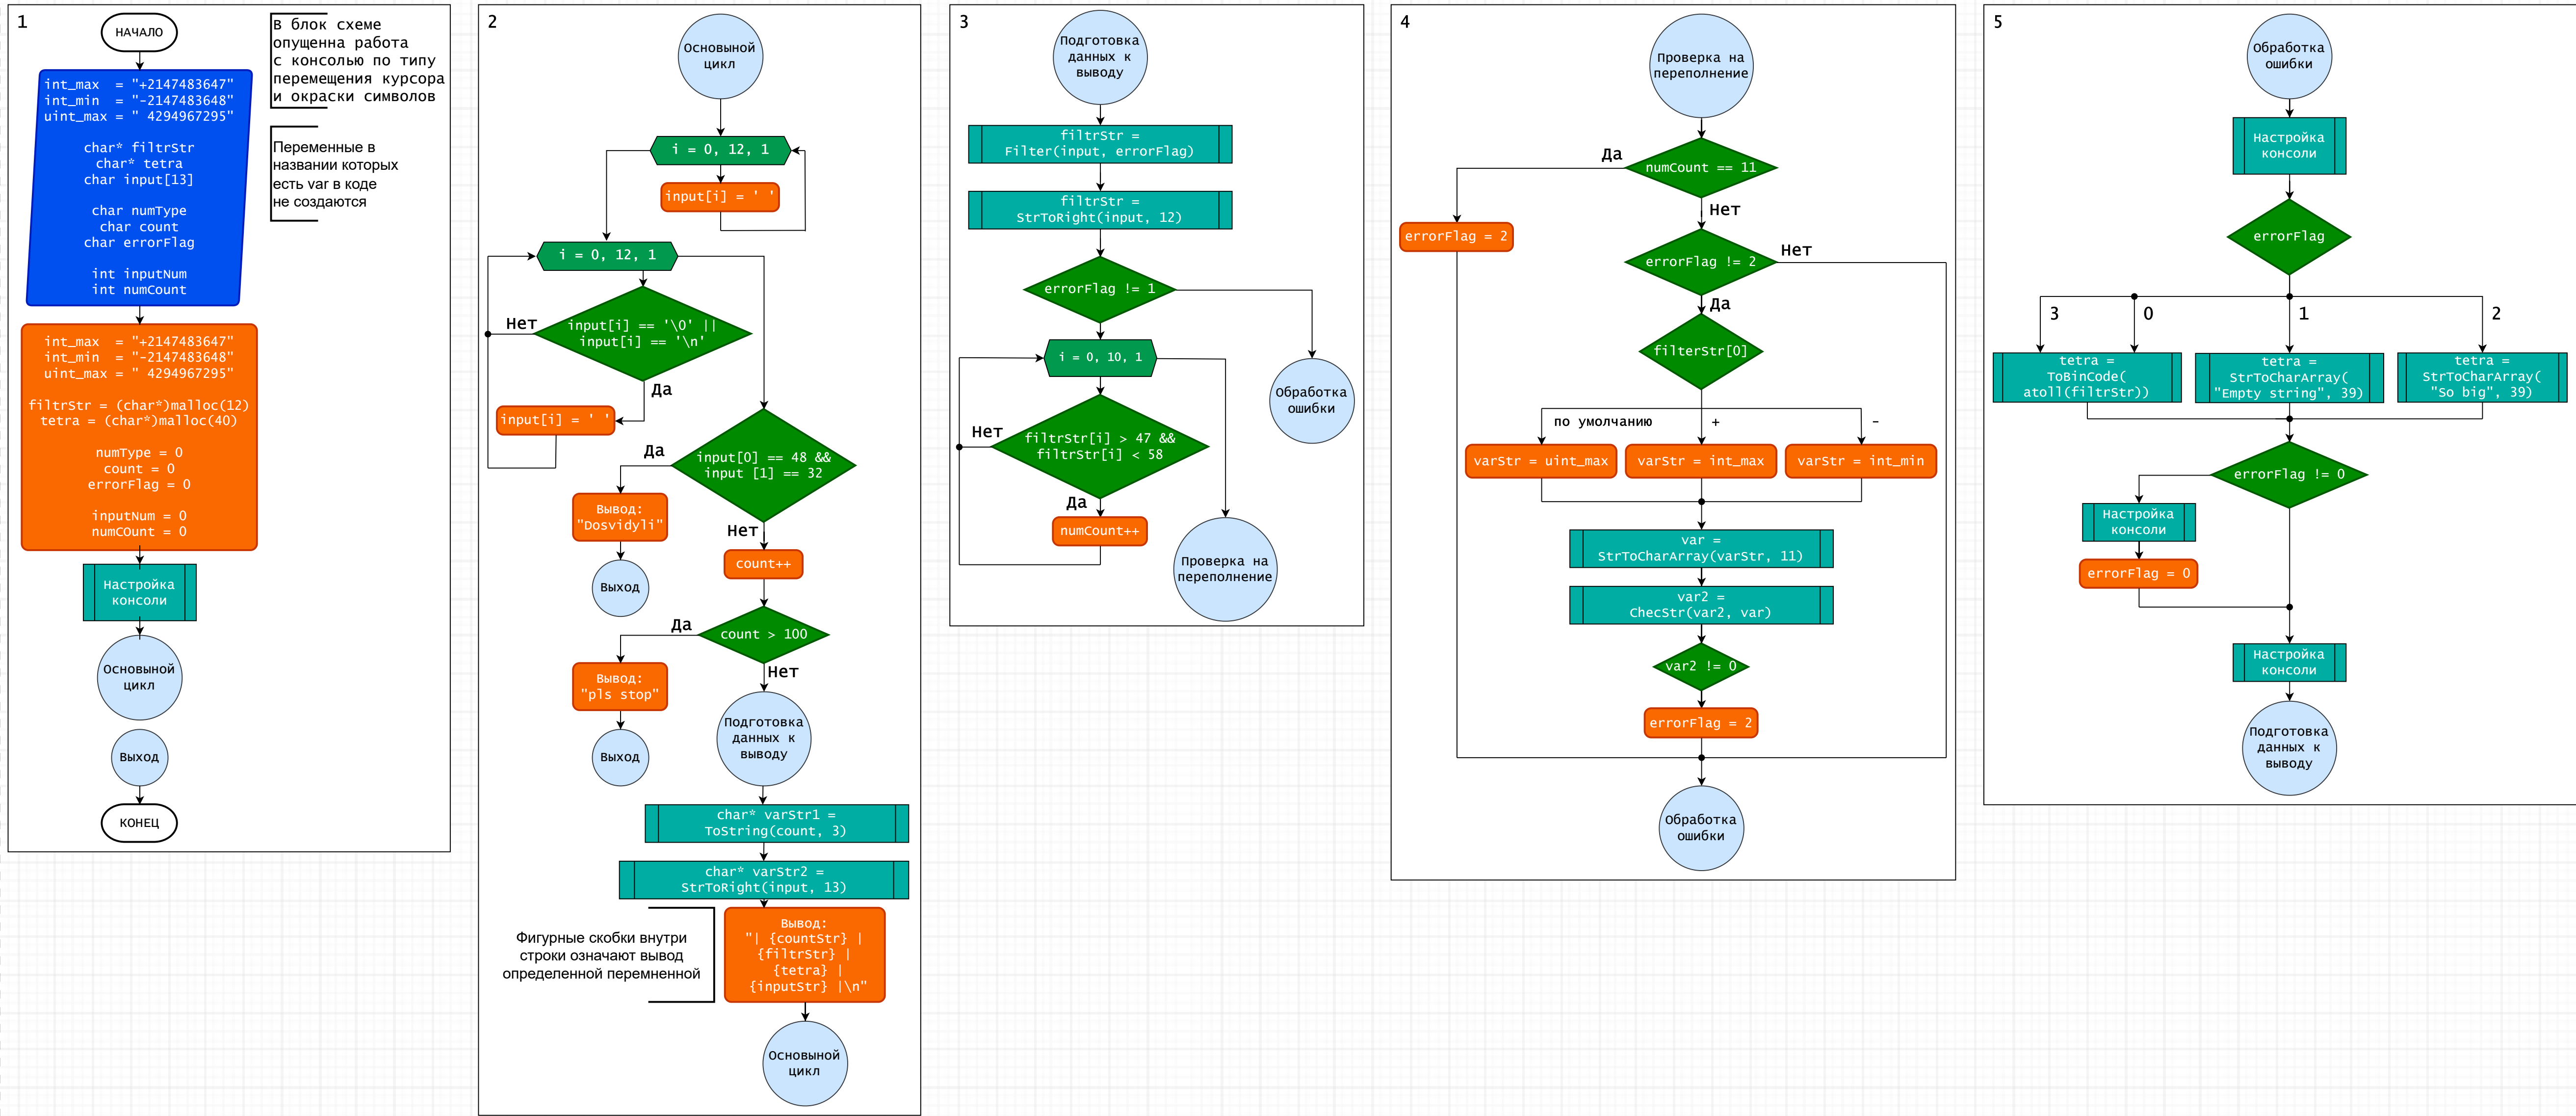 1
НАЧАЛО
int_max  = "+2147483647"
int_min  = "-2147483648"
uint_max = " 4294967295"
char* filtrStr
char* tetra
char input[13]
char numType
char count
char errorFlag
int inputNum
int numCount
int_max  = "+2147483647"
int_min  = "-2147483648"
uint_max = " 4294967295"
filtrStr = (char*)malloc(12)
tetra = (char*)malloc(40)
numType = 0
count = 0
errorFlag = 0
inputNum = 0
numCOunt = 0
Настройка
консоли
Основыной
цикл
Выход
КОНЕЦ
В блок схеме
опущенна работа
с консолью по типу
перемещения курсора
и окраски символов
Переменные в
названии которых
есть var в коде
не создаются
2
Основыной
цикл
i = 0, 12, 1
input[i] = ' '
i = 0, 12, 1
Нет
input[i] == '\0' ||
input[i] == '\n'
Да
input[i] = ' '
Да
input[0] == 48 &&
input [1] == 32
Вывод:
"Dosvidyli"
Нет
Выход
count++
Да
count > 100
Нет
Вывод:
"pls stop"
Выход
Подготовка
данных к
выводу
char* varStr1 =
ToString(count, 3)
char* varStr2 =
StrToRight(input, 13)
Фигурные скобки внутри
строки означают вывод
определенной перемненной
Вывод:
"| {countStr} |
{filtrStr} |
{tetra} |
{inputStr} |\n"
Основыной
цикл
3
Подготовка
данных к
выводу
filtrStr =
Filter(input, errorFlag)
filtrStr =
StrToRight(input, 12)
errorFlag != 1
i = 0, 10, 1
Обработка
ошибки
Нет
filtrStr[i] > 47 &&
filtrStr[i] < 58
Да
numCount++
Проверка на
переполнение
4
Проверка на
переполнение
Да
numCount == 11
Нет
errorFlag = 2
errorFlag != 2
Нет
Да
filterStr[0]
по умолчанию
+
-
varStr = uint_max
varStr = int_max
varStr = int_min
var =
StrToCharArray(varStr, 11)
var2 =
ChecStr(var2, var)
var2 != 0
errorFlag = 2
Обработка
ошибки
5
Обработка
ошибки
Настройка
консоли
errorFlag
3
0
1
2
tetra =
ToBinCode(
atoll(filtrStr))
tetra =
StrToCharArray(
"Empty string", 39)
tetra =
StrToCharArray(
"So big", 39)
errorFlag != 0
Настройка
консоли
errorFlag = 0
Настройка
консоли
Подготовка
данных к
выводу